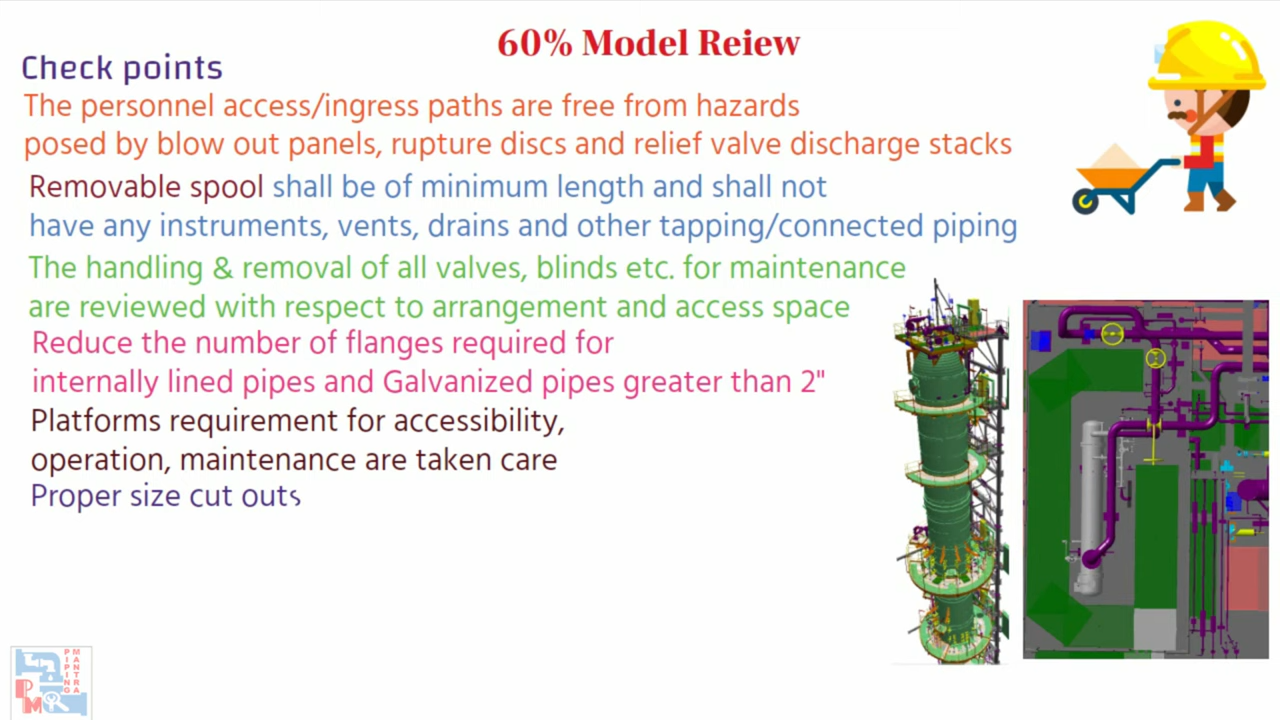 60% Model Reiew
Check points
The personnel access/ingress paths are free from hazards
posed by blow out panels, rupture discs and relief valve discharge stacks
Removable spool shall be of minimum length and shall not
have any instruments, vents, drains and other tapping/connected piping
The handling & removal of all valves, blinds etc. for maintenance
are reviewed with respect to arrangement and access space
Reduce the number of flanges required for
internally lined pipes and Galvanized pipes greater than 2"
Platforms requirement for accessibility,
operation, maintenance are taken care
Proper size cut outs
PIPING
MANTRA
PM